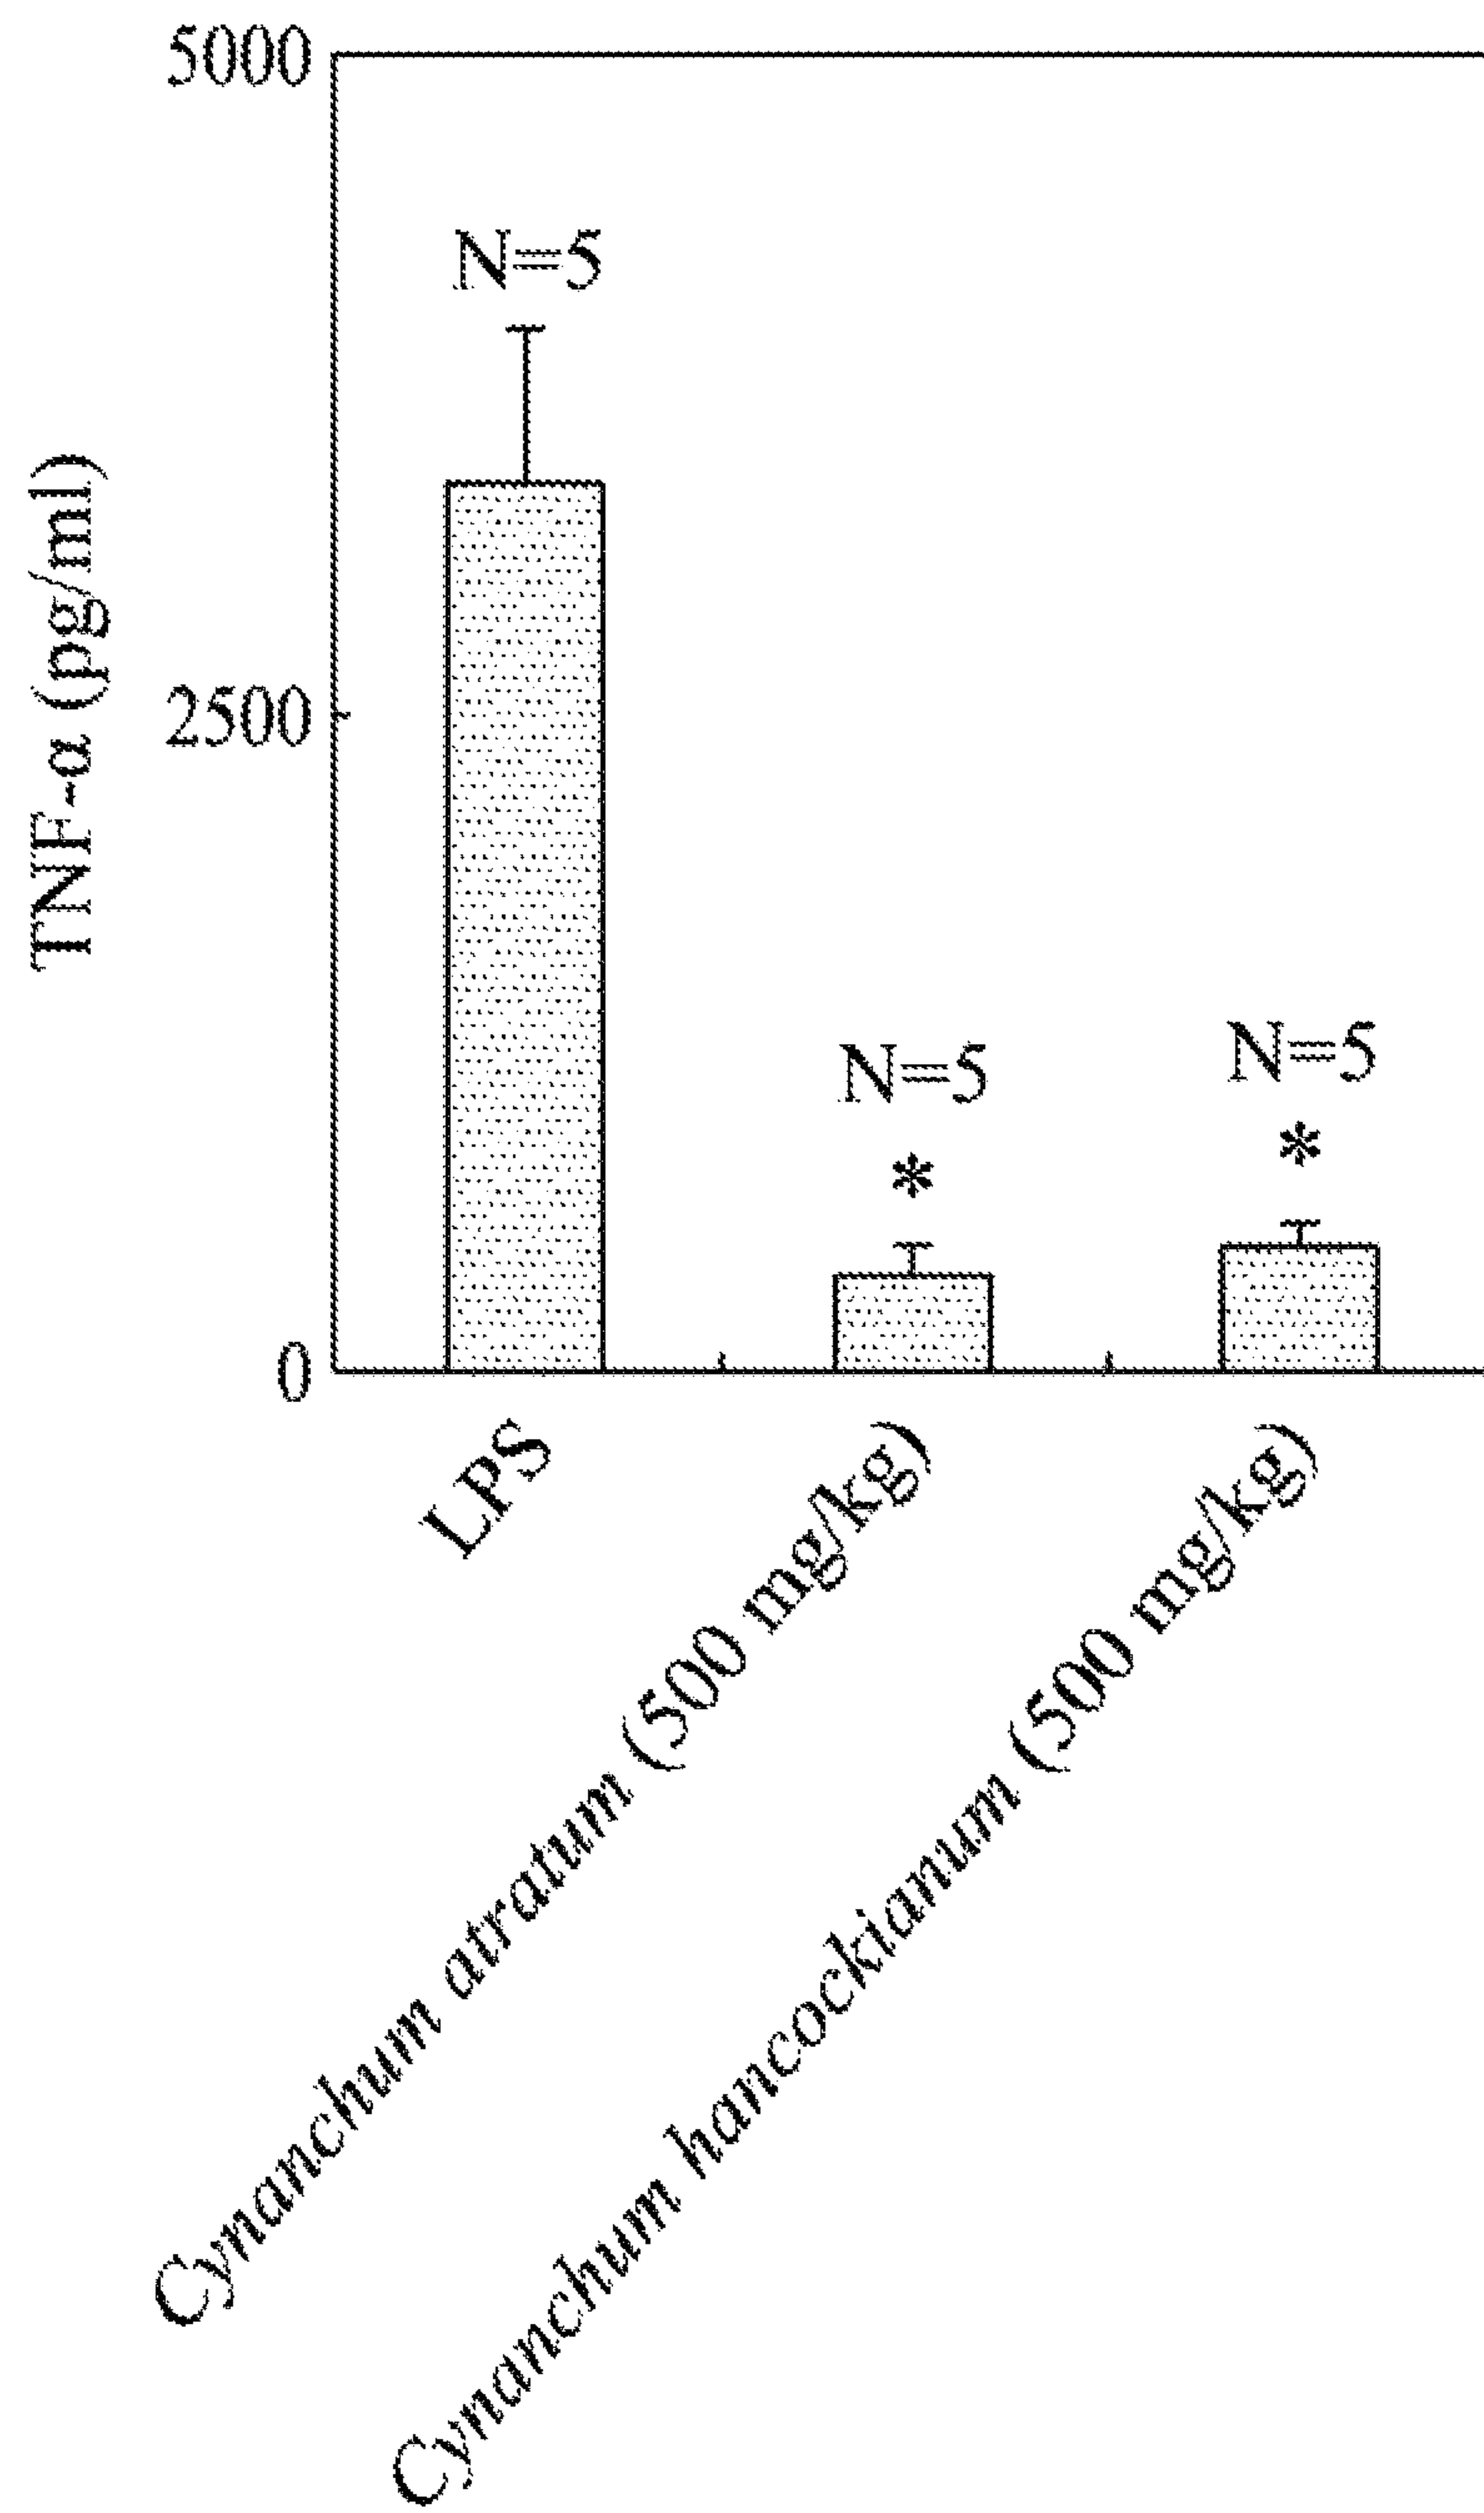 5000
N=5
TNF-α (pg/ml)
2500
N=5
N=5
*
*
0
LPS
Cynanchum atratum (500 mg/kg)
Cynanchum hancockianum (500 mg/kg)